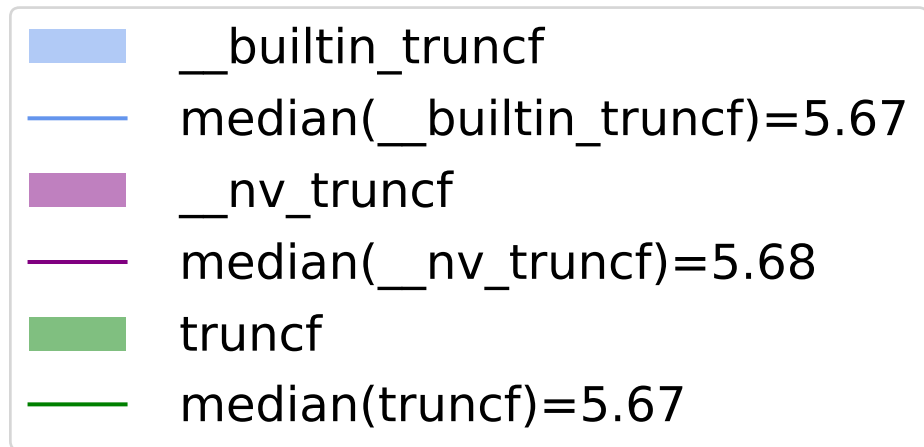 __builtin_truncf
median(__builtin_truncf)=5.67
__nv_truncf
median(__nv_truncf)=5.68
truncf
median(truncf)=5.67